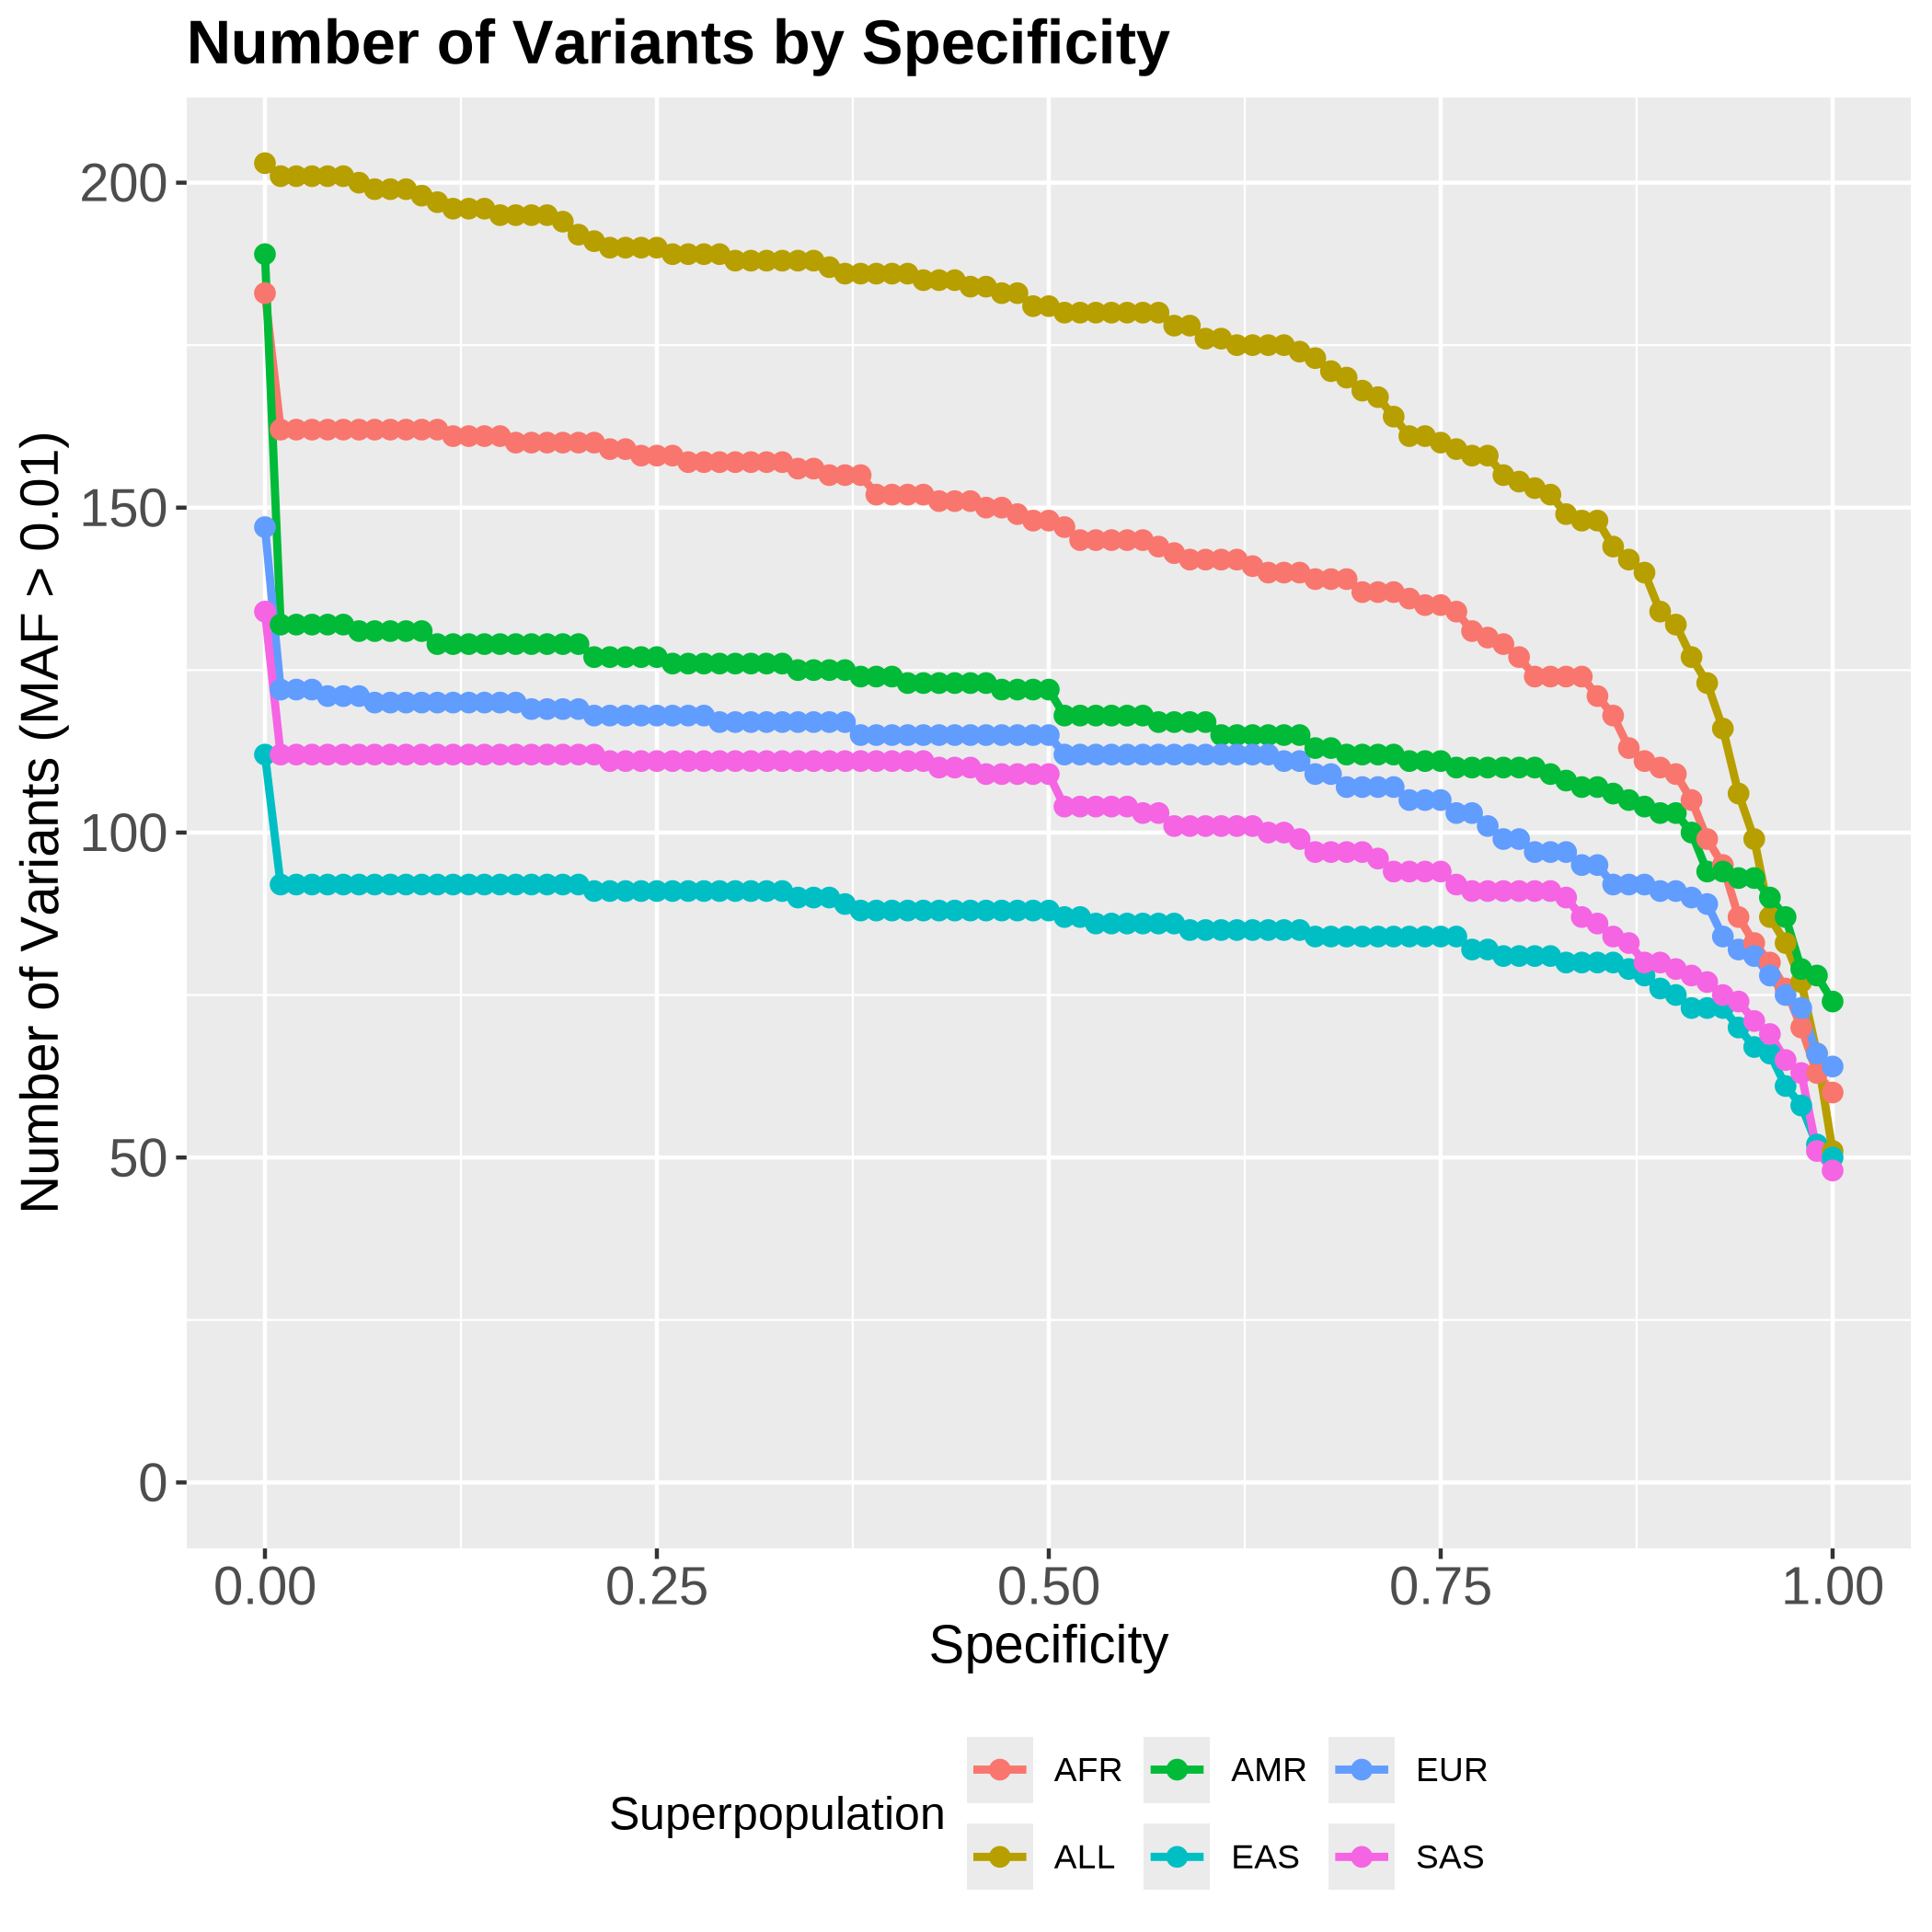 Number of Variants by Specificity
Number of Variants (MAF > 0.01)
200
150
100
50
0
0.00 0.25 0.50 0.75 1.00
Specificity
Superpopulation
AFR AMR EUR
ALL EAS SAS